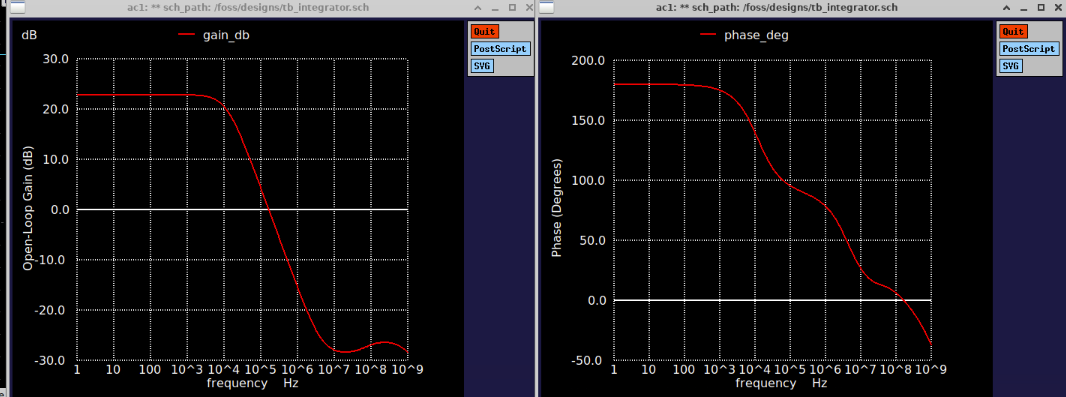 ac1: ** sch_path: /foss/designs/tb_integrator.sch
dB
gain_db
Quit
PostScript
SVG
Open-Loop Gain (dB)
30.0
20.0
10.0
0.0
-10.0
-20.0
-30.0
1 10 100 10^3 10^4 10^5 10^6 10^7 10^8 10^9
frequency Hz
ac1: ** sch_path: /foss/designs/tb_integrator.sch
phase_deg
Quit
PostScript
SVG
Phase (Degrees)
200.0
150.0
100.0
50.0
0.0
-50.0
1 10 100 10^3 10^4 10^5 10^6 10^7 10^8 10^9
frequency Hz